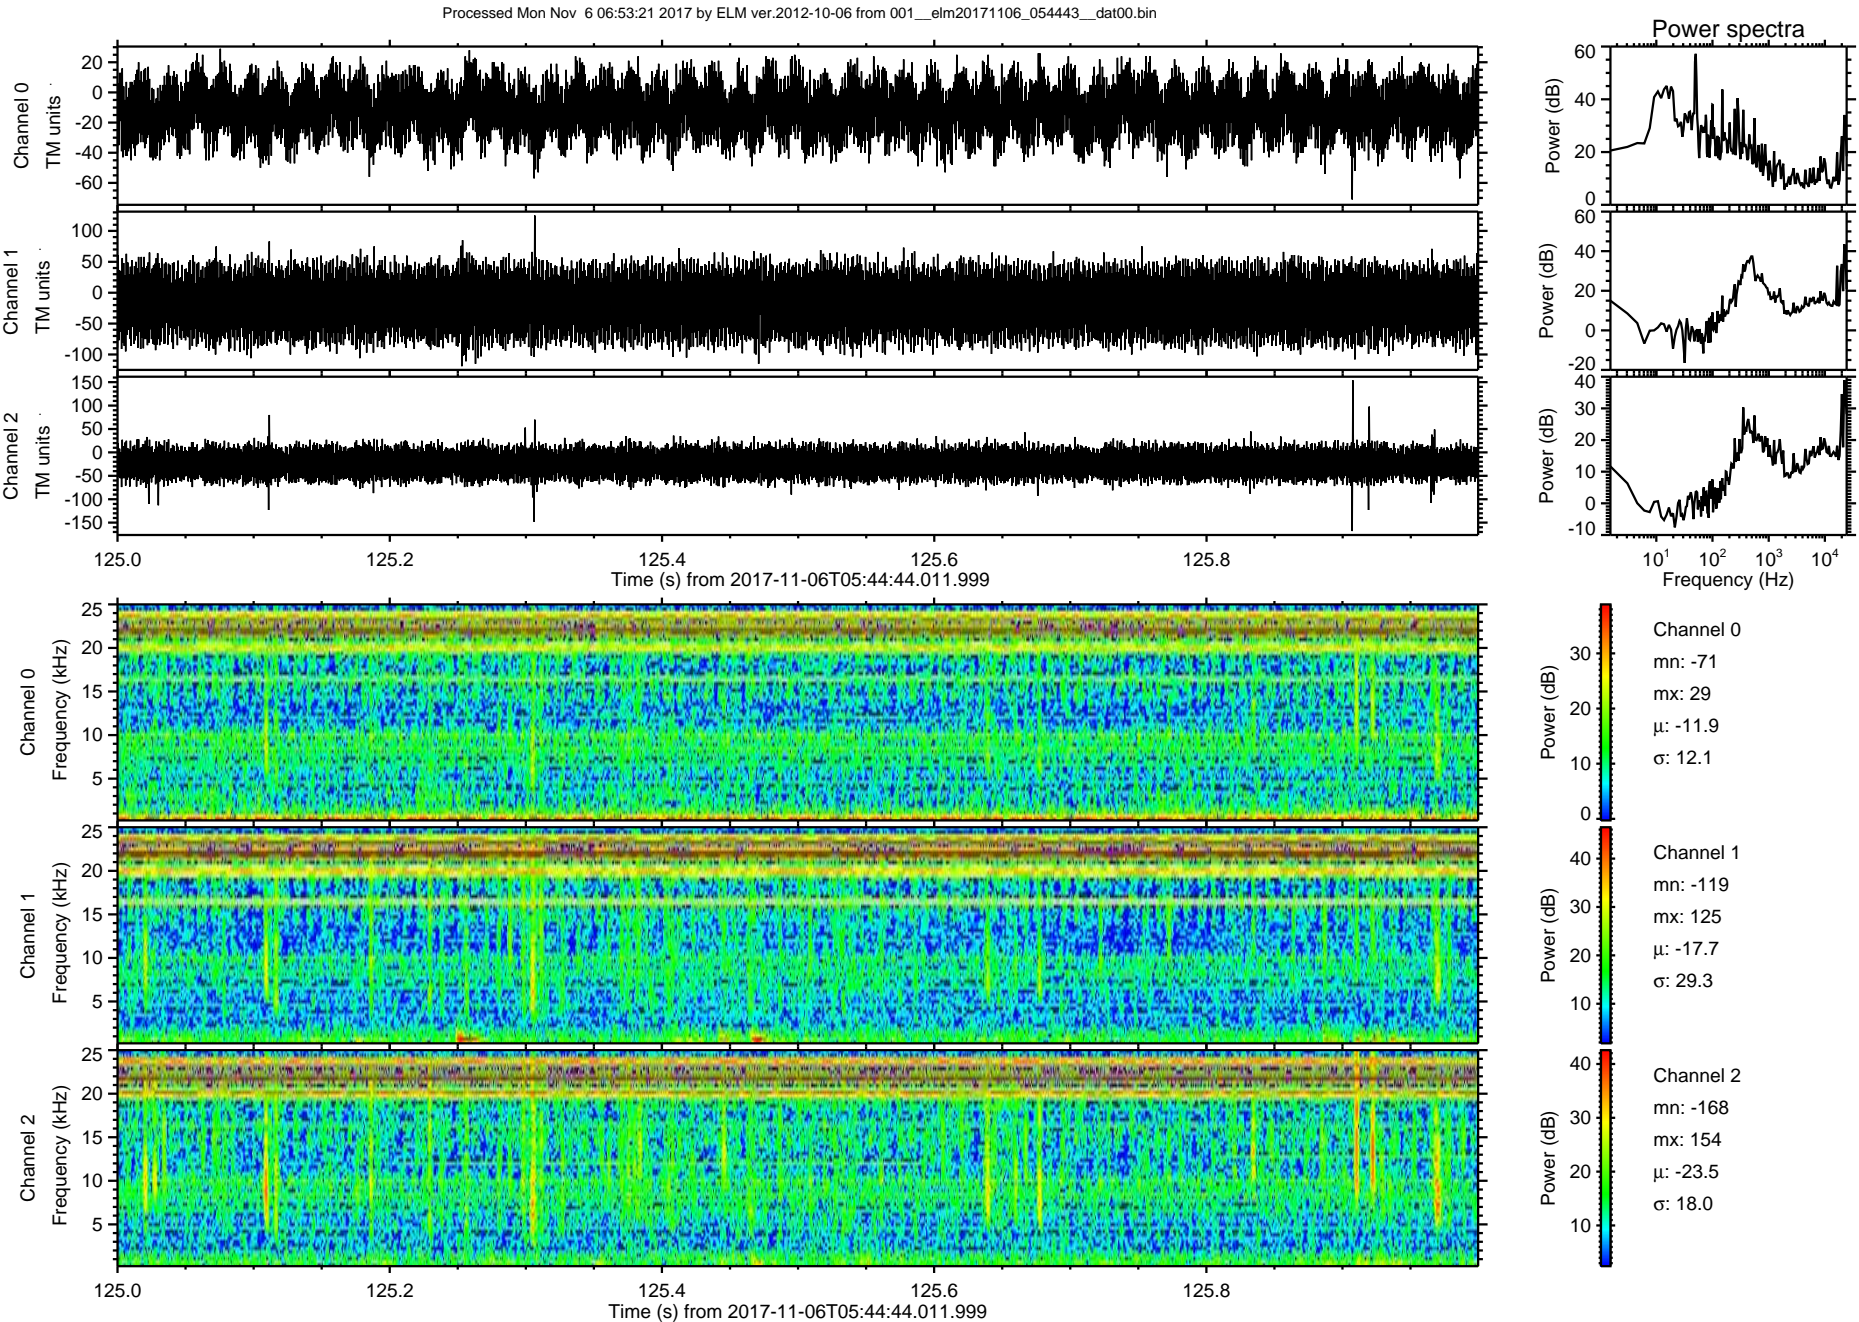 Processed Mon Nov  6 06:53:21 2017 by ELM ver.2012-10-06 from 001__elm20171106_054443__dat00.bin
Power spectra
Channel 0
TM units
20
0
-20
-40
-60
Power (dB)
60
40
20
0
Channel 1
TM units
100
50
0
-50
-100
Power (dB)
60
40
20
0
-20
Channel 2
TM units
150
100
50
0
-50
-100
-150
Power (dB)
40
30
20
10
0
-10
125.0 125.2 125.4 125.6 125.8
Time (s) from 2017-11-06T05:44:44.011.999
10^1 10^2 10^3 10^4
Frequency (Hz)
Channel 0
Frequency (kHz)
25
20
15
10
5
Power (dB)
30
20
10
0
Channel 0
mn: -71
mx: 29
μ: -11.9
σ: 12.1
Channel 1
Frequency (kHz)
25
20
15
10
5
Power (dB)
40
30
20
10
Channel 1
mn: -119
mx: 125
μ: -17.7
σ: 29.3
Channel 2
Frequency (kHz)
25
20
15
10
5
Power (dB)
40
30
20
10
Channel 2
mn: -168
mx: 154
μ: -23.5
σ: 18.0
125.0 125.2 125.4 125.6 125.8
Time (s) from 2017-11-06T05:44:44.011.999